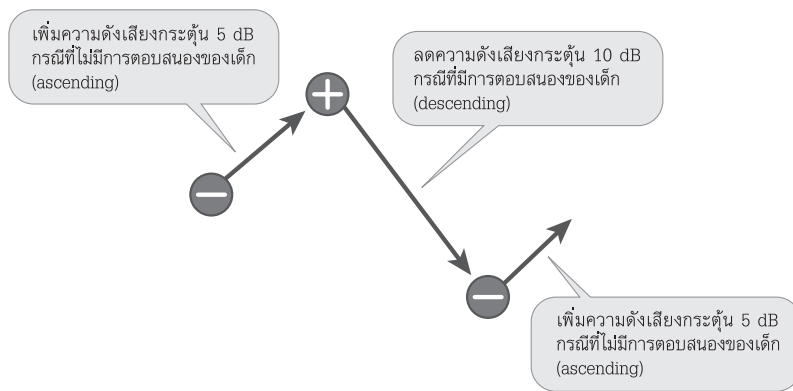 เพิ่มความดังเสียงกระตุ้น 5 dB
กรณีที่ไม่มีการตอบสนองของเด็ก
(ascending)
ลดความดังเสียงกระตุ้น 10 dB
กรณีที่มีการตอบสนองของเด็ก
(descending)
เพิ่มความดังเสียงกระตุ้น 5 dB
กรณีที่ไม่มีการตอบสนองของเด็ก
(ascending)